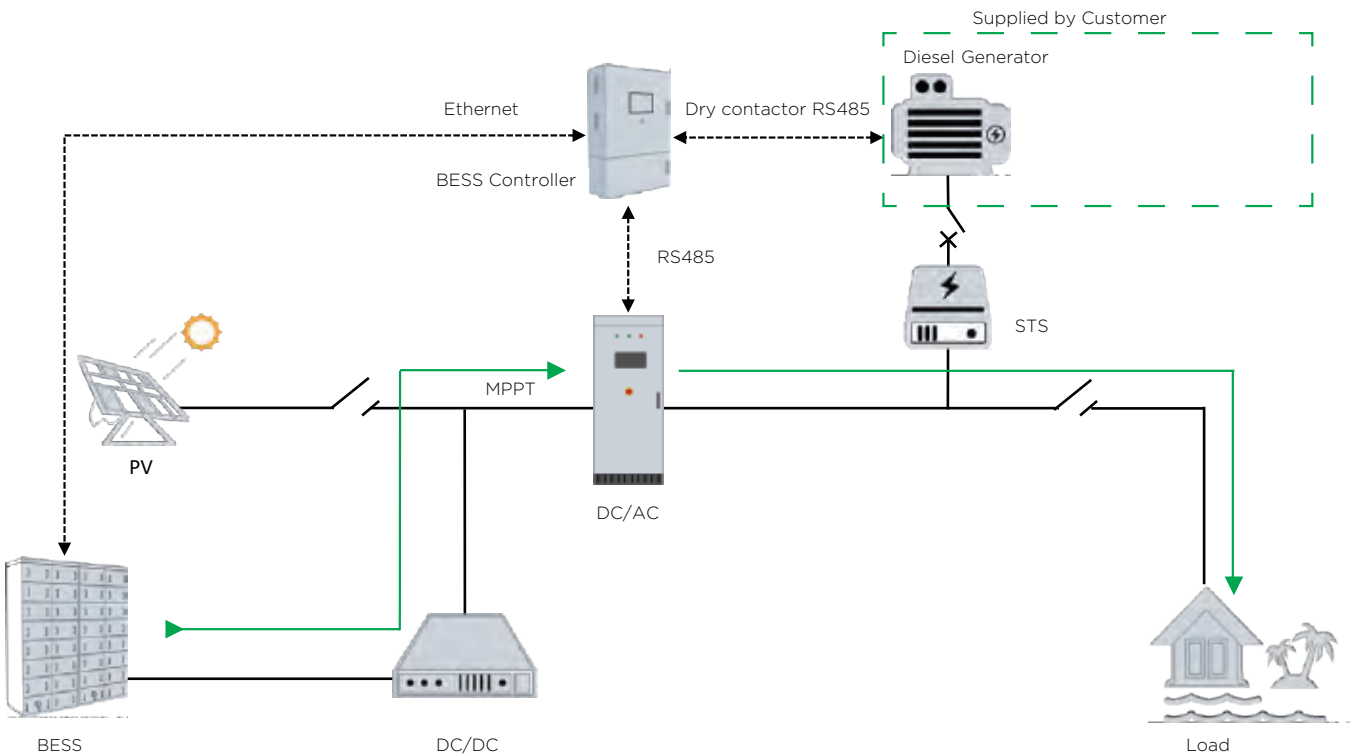 Supplied by Customer
Diesel Generator
Ethernet
Dry contactor RS485
BESS Controller
RS485
STS
MPPT
PV
DC/AC
BESS
DC/DC
Load